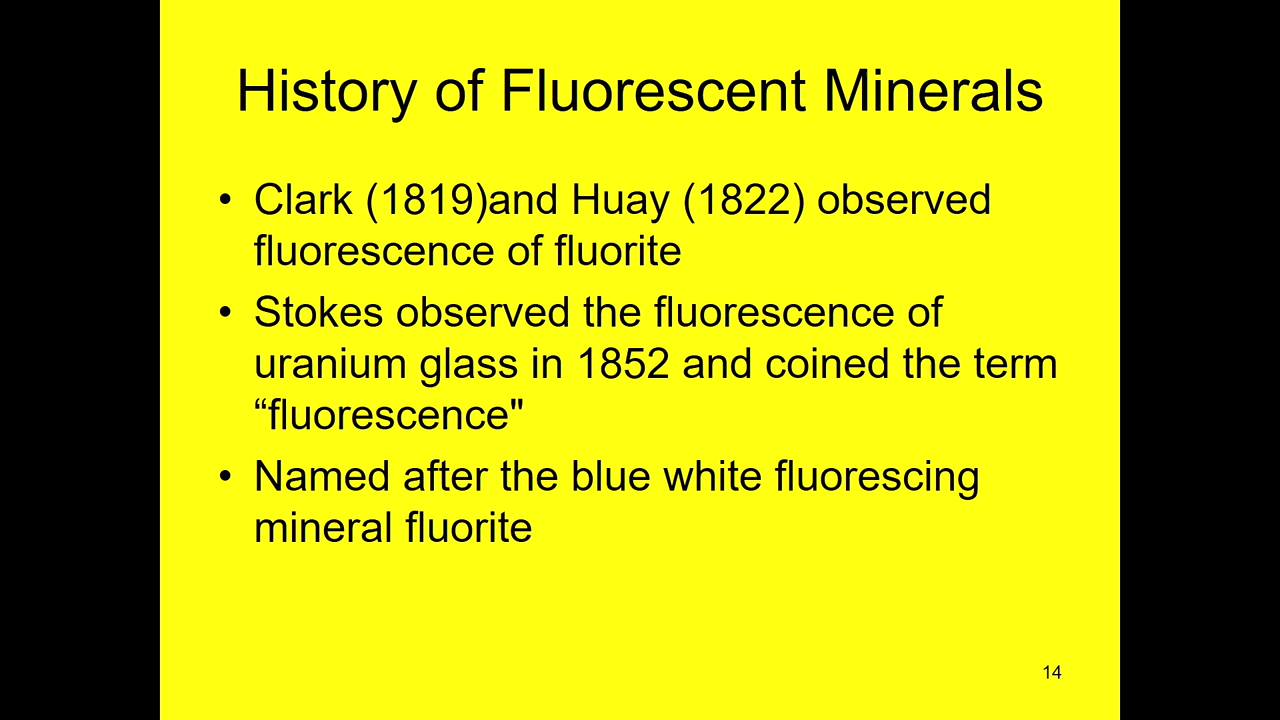 History of Fluorescent Minerals
• Clark (1819)and Huay (1822) observed
fluorescence of fluorite
• Stokes observed the fluorescence of
uranium glass in 1852 and coined the term
“fluorescence"
• Named after the blue white fluorescing
mineral fluorite
14